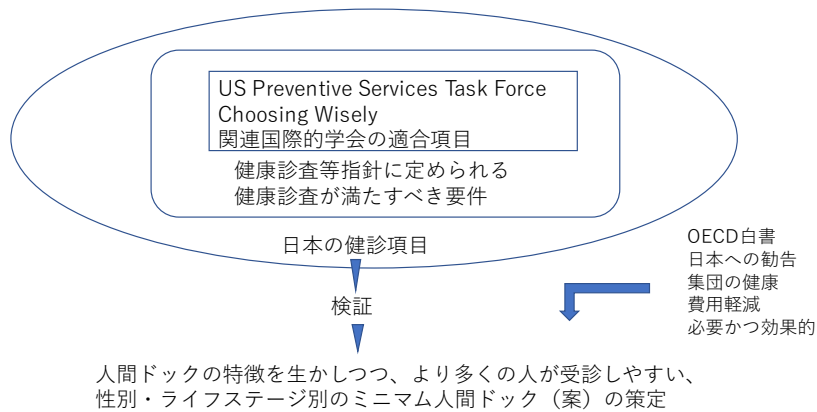 US Preventive Services Task Force
Choosing Wisely
関連国際的学会の適合項目
健康診査等指針に定められる
健康診査が満たすべき要件
日本の健診項目
OECD白書
日本への勧告
集団の健康
費用軽減
必要かつ効果的
検証
人間ドックの特徴を生かしつつ、より多くの人が受診しやすい、
性別・ライフステージ別のミニマム人間ドック（案）の策定